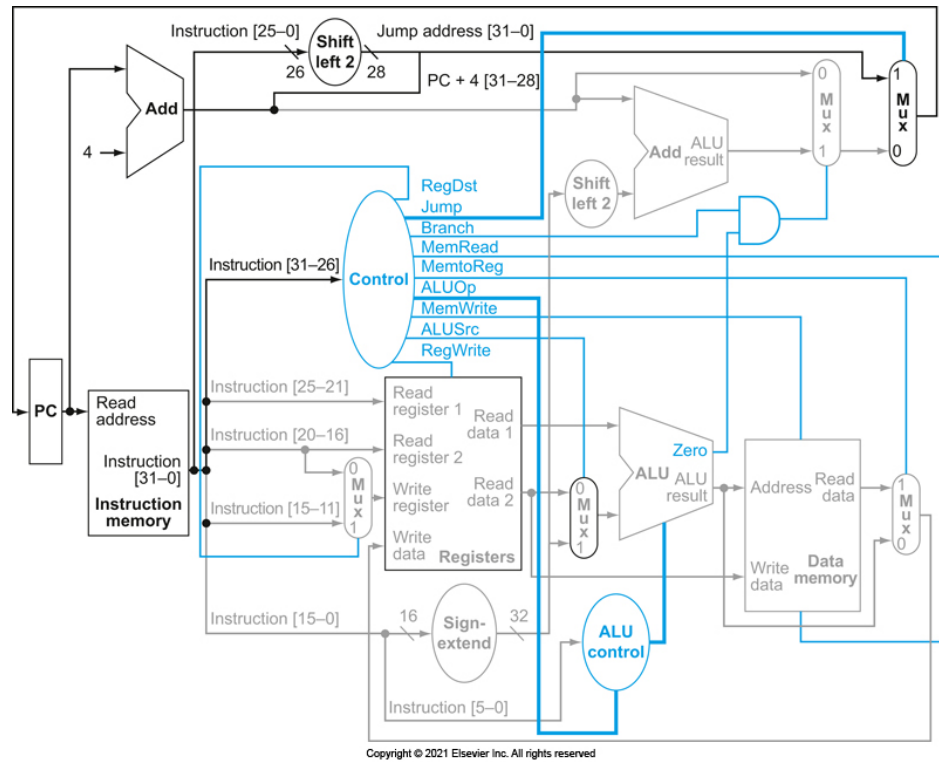 Instruction [25–0]
Shift
left 2
Jump address [31–0]
26
28
PC + 4 [31–28]
Add
4
0
M
u
x
1
1
M
u
x
0
Add
ALU
result
Shift
left 2
RegDst
Jump
Branch
MemRead
MemtoReg
ALUOp
MemWrite
ALUSrc
RegWrite
Instruction [31–26]
Control
PC
Read
address
Instruction
[31–0]
Instruction
memory
Instruction [25–21]
Instruction [20–16]
Instruction [15–11]
0
M
u
x
1
Read
register 1
Read
register 2
Write
register
Write
data
Read
data 1
Read
data 2
Registers
0
M
u
x
1
Zero
ALU
ALU
result
Address
Read
data
Write
data
Data
memory
1
M
u
x
0
Instruction [15–0]
16
Sign-
extend
32
ALU
control
Instruction [5–0]
Copyright © 2021 Elsevier Inc. All rights reserved